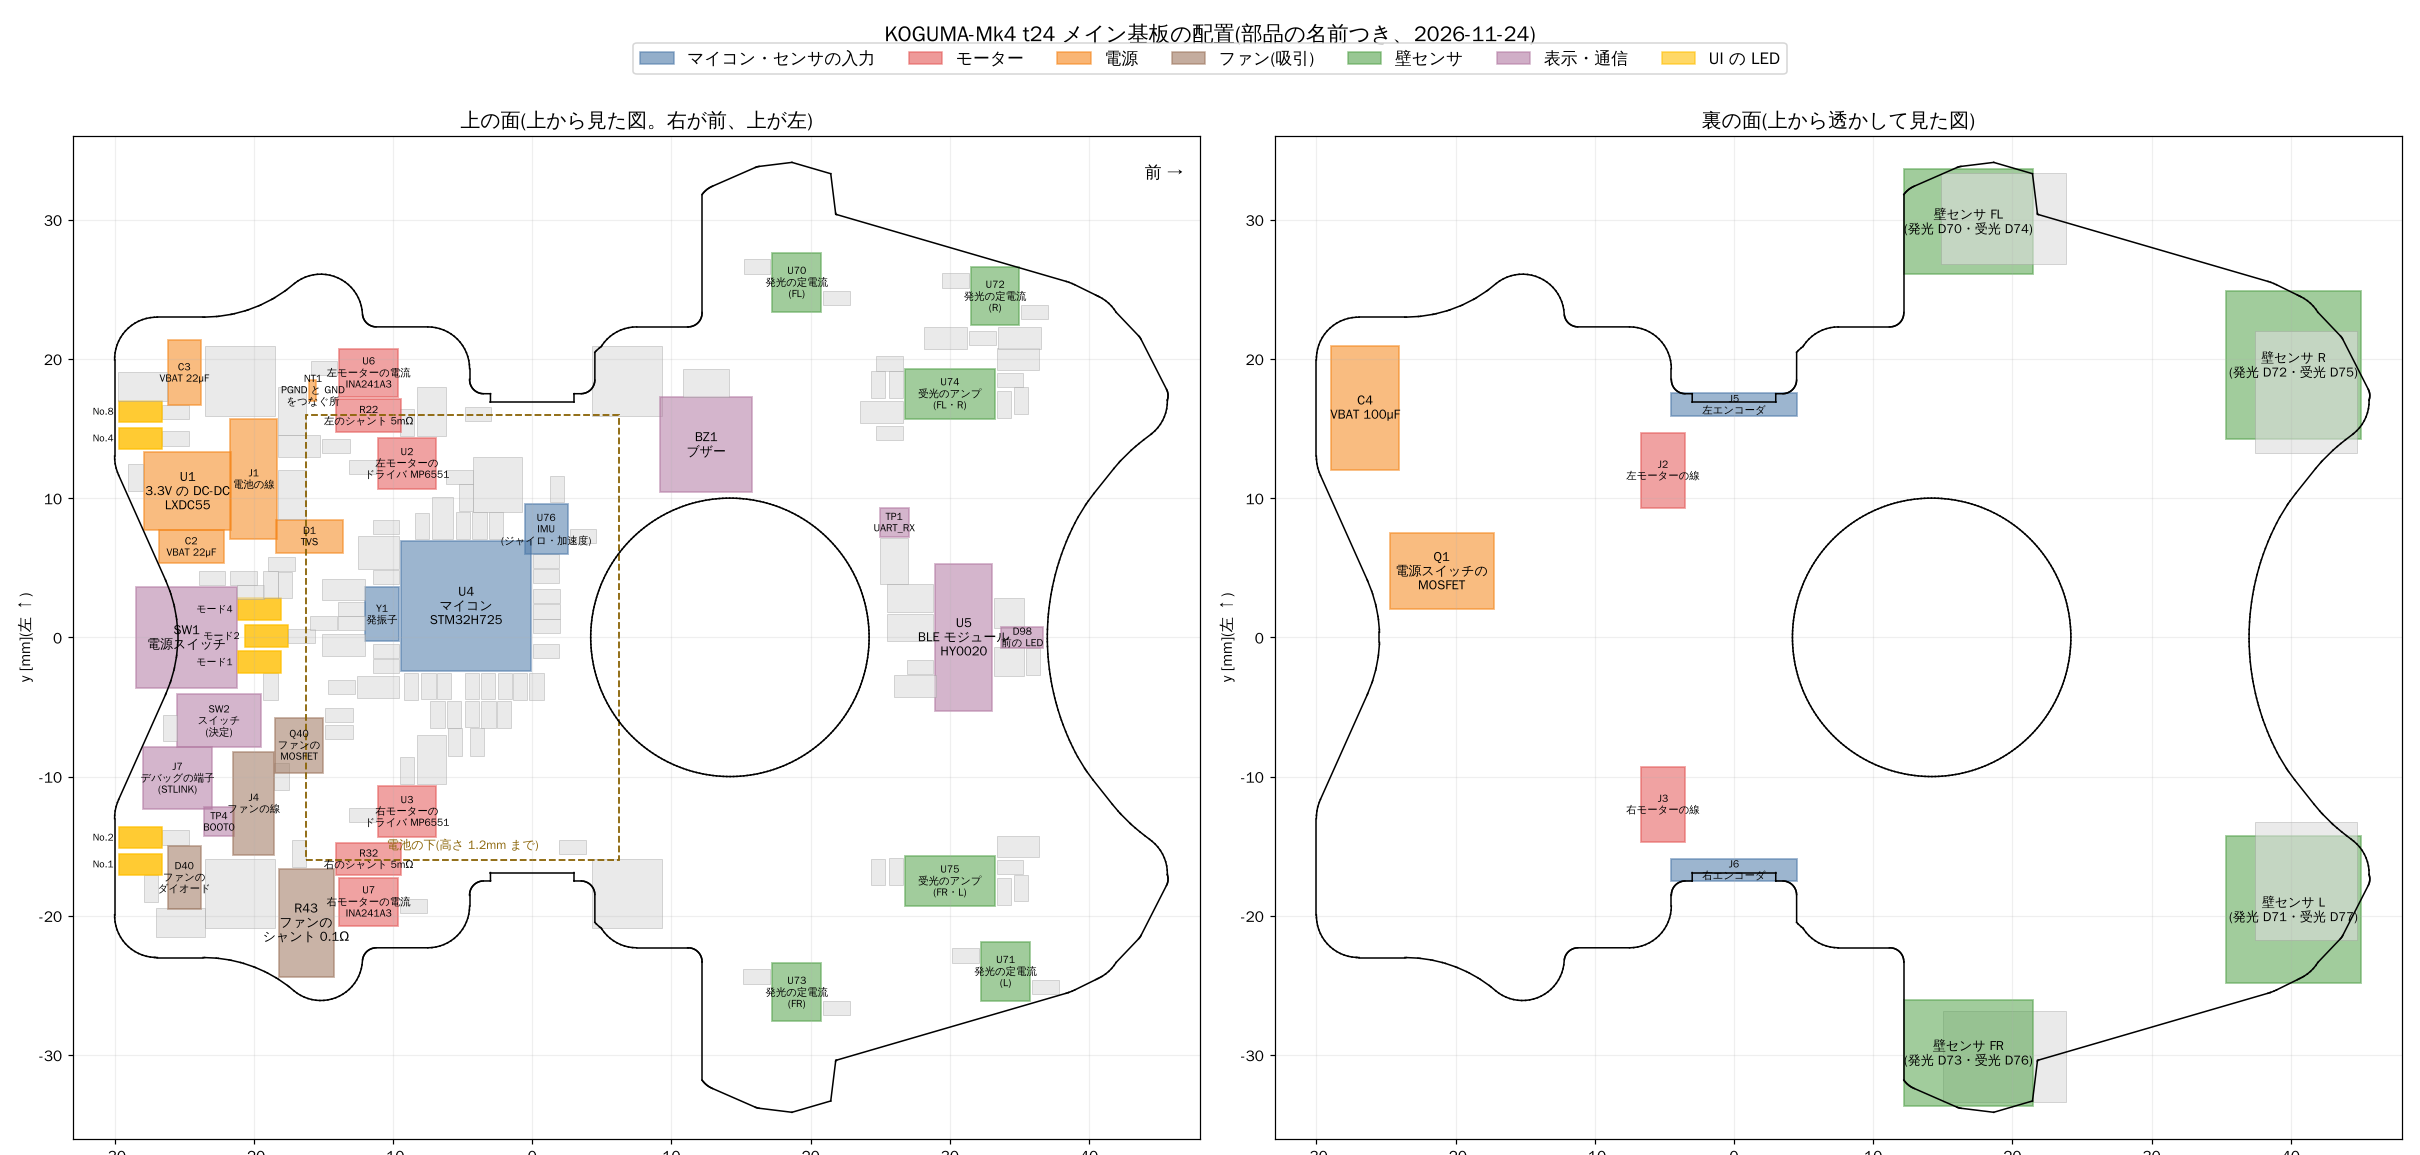 KOGUMA-Mk4 t24 メイン基板の配置(部品の名前つき、2026-11-24)
マイコン・センサの入力
モーター
電源
ファン(吸引)
壁センサ
表示・通信
UI の LED
上の面(上から見た図。右が前、上が左)
前 →
y [mm](左 ↑)
30
20
10
0
-10
-20
-30
U70
発光の定電流
(FL)
U72
発光の定電流
(R)
C3
VBAT 22μF
NT1
PGND と GND
をつなぐ所
U6
左モーターの電流
INA241A3
R22
左のシャント 5mΩ
No.8
No.4
U74
受光のアンプ
(FL・R)
BZ1
ブザー
U2
左モーターの
ドライバ MP6551
J1
電池の線
U1
3.3V の DC-DC
LXDC55
D1
TVS
C2
VBAT 22μF
U76
IMU
(ジャイロ・加速度)
TP1
UART_RX
Y1
発振子
U4
マイコン
STM32H725
モード4
モード2
モード1
SW1
電源スイッチ
U5
BLE モジュール
HY0020
D98
前の LED
SW2
スイッチ
(決定)
Q40
ファンの
MOSFET
J7
デバッグの端子
(STLINK)
J4
ファンの線
TP4
BOOT0
U3
右モーターの
ドライバ MP6551
No.2
No.1
電池の下(高さ 1.2mm まで)
R32
右のシャント 5mΩ
D40
ファンの
ダイオード
U7
右モーターの電流
INA241A3
R43
ファンの
シャント 0.1Ω
U75
受光のアンプ
(FR・L)
U73
発光の定電流
(FR)
U71
発光の定電流
(L)
裏の面(上から透かして見た図)
y [mm](左 ↑)
30
20
10
0
-10
-20
-30
壁センサ FL
(発光 D70・受光 D74)
壁センサ R
(発光 D72・受光 D75)
C4
VBAT 100μF
J5
左エンコーダ
J2
左モーターの線
Q1
電源スイッチの
MOSFET
J3
右モーターの線
J6
右エンコーダ
壁センサ L
(発光 D71・受光 D77)
壁センサ FR
(発光 D73・受光 D76)